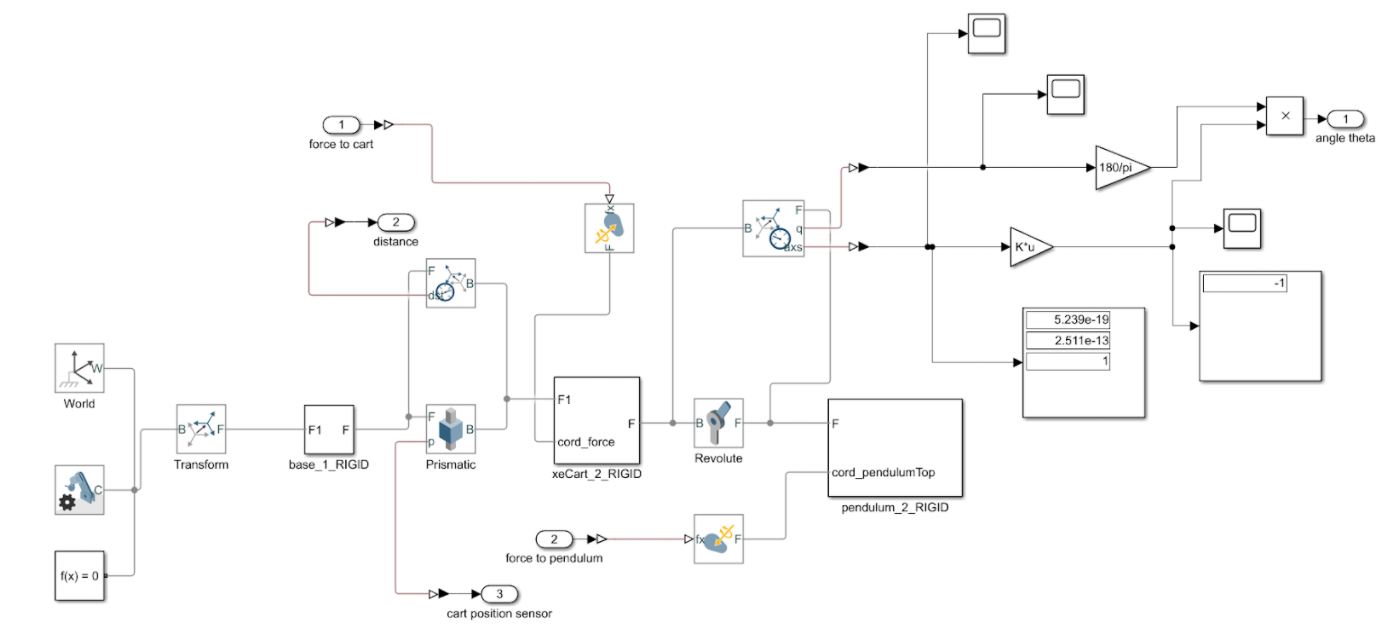 1
force to cart
2
distance
W
World
C
f(x) = 0
B
F
Transform
F1
F
base_1_RIGID
F
dst
B
F
p
B
Prismatic
fx
F
F1
F
cord_force
xeCart_2_RIGID
B
F
q
axs
B
F
Revolute
F
cord_pendulumTop
pendulum_2_RIGID
2
force to pendulum
fx
F
3
cart position sensor
180/pi
K*u
×
1
angle theta
5.239e-19
2.511e-13
1
-1